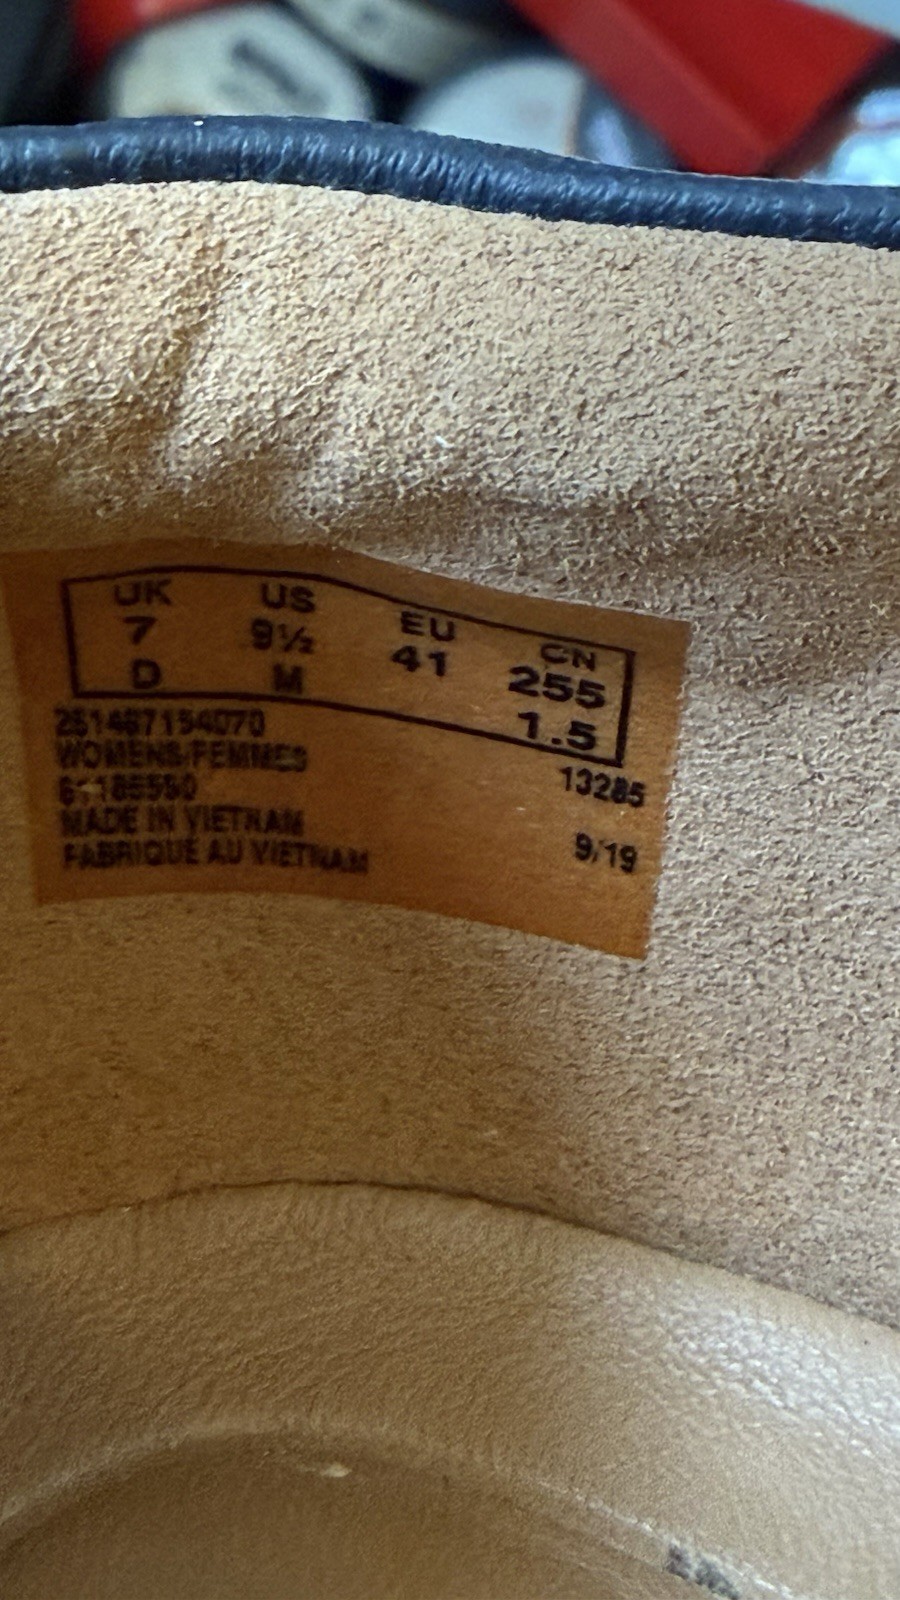 UK US EU CN
7 9½ 41 255
D M 1.5
261467154070
WOMENS/FEMMES
13285
MADE IN VIETNAM
FABRIQUE AU VIETNAM
9/19